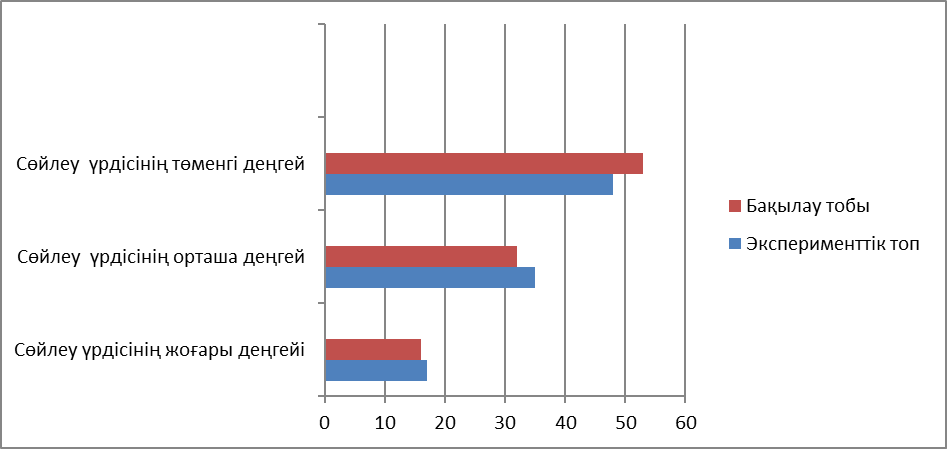 Сөйлеу  үрдісінің төменгі деңгей
Сөйлеу  үрдісінің орташа деңгей
Сөйлеу үрдісінің жоғары деңгейі
0 10 20 30 40 50 60
Бақылау тобы
Эксперименттік топ